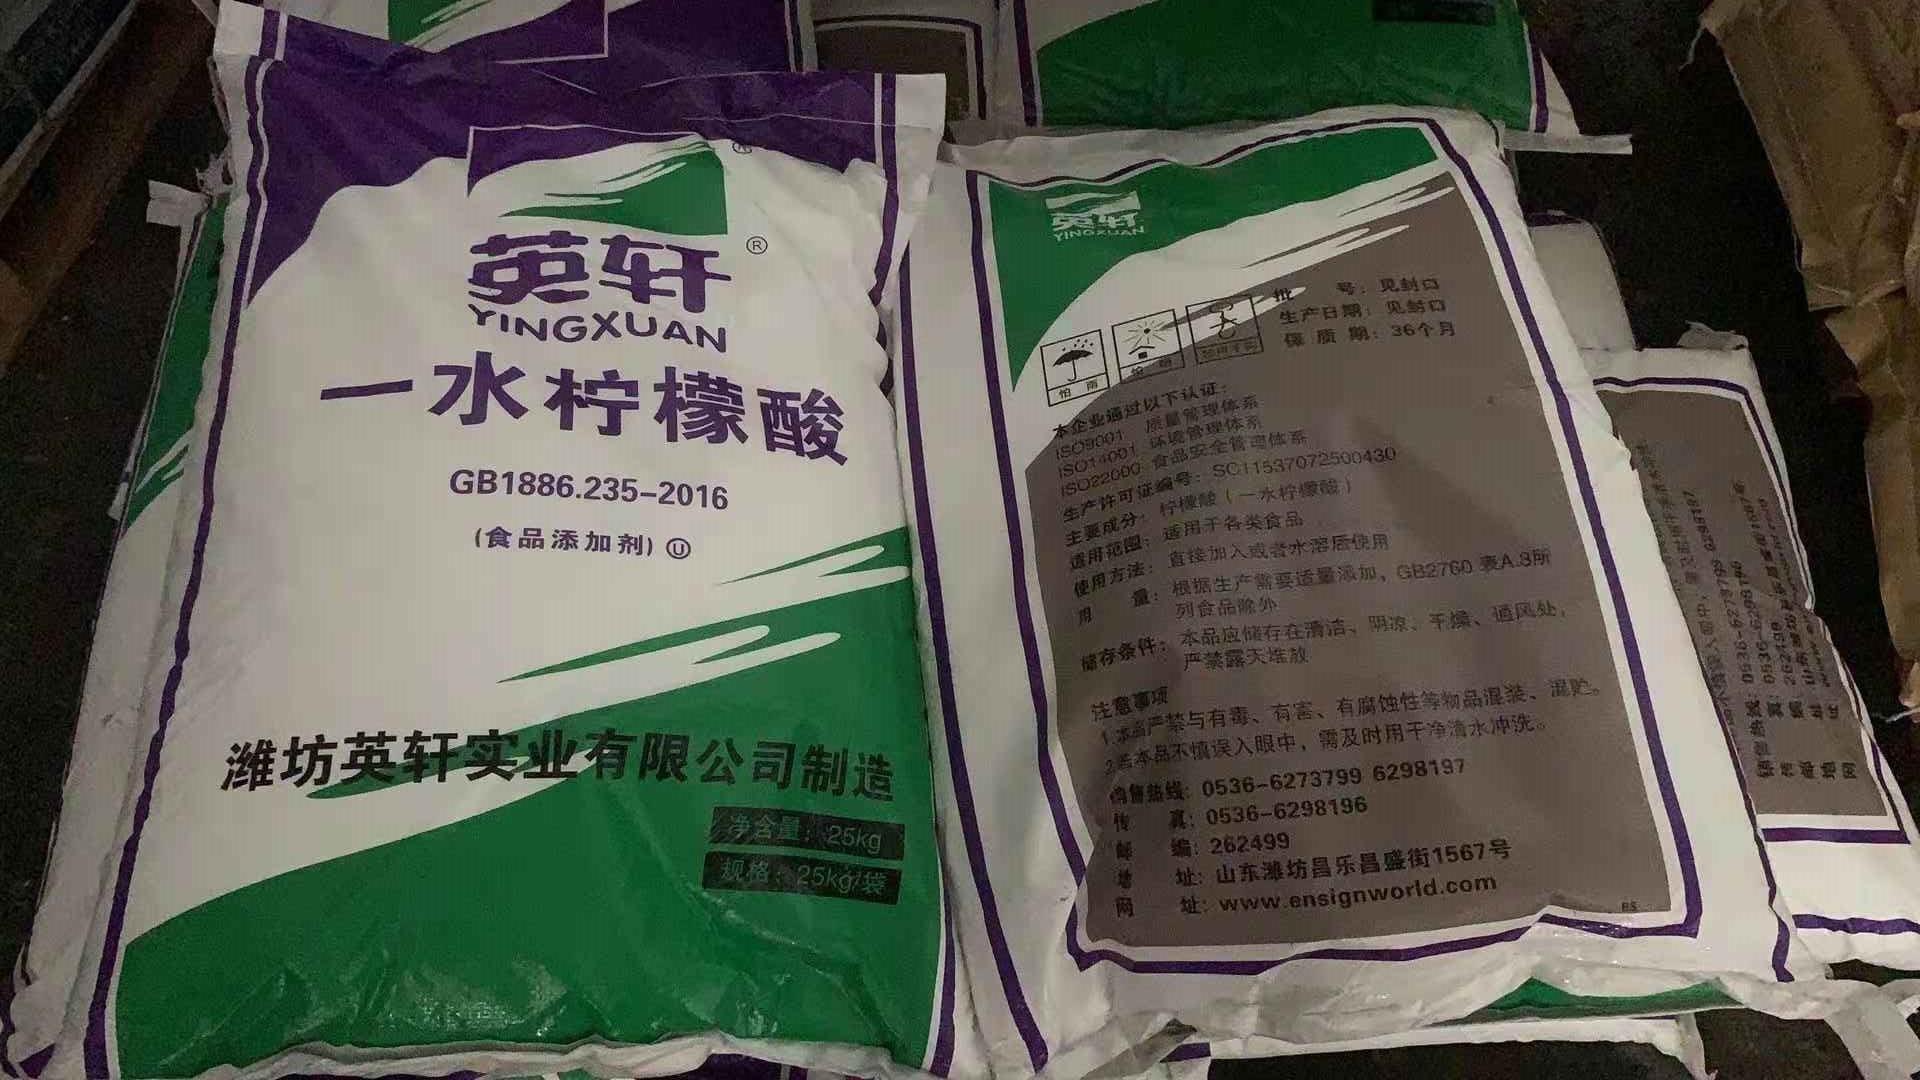 英轩
YINGXUAN
一水柠檬酸
GB1886.235-2016
(食品添加剂) U
潍坊英轩实业有限公司制造
净含量：25kg
规格：25kg/袋
英轩
YINGXUAN
怕雨
怕晒
禁用手钩
批 号：见封口
生产日期：见封口
保质期：36个月
本企业通过以下认证：
ISO9001 质量管理体系
ISO14001 环境管理体系
ISO22000 食品安全管理体系
生产许可证编号：SC11537072500430
主要成分：柠檬酸（一水柠檬酸）
适用范围：适用于各类食品
使用方法：直接加入或者水溶后使用
用 量：根据生产需要适量添加，GB2760 表A.3所
列食品除外
储存条件：本品应储存在清洁、阴凉、干燥、通风处，
严禁露天堆放
注意事项
1.本品严禁与有毒、有害、有腐蚀性等物品混装、混贮。
2.若本品不慎误入眼中，需及时用干净清水冲洗。
销售热线：0536-6273799 6298197
传 真：0536-6298196
邮 编：262499
地 址：山东潍坊昌乐昌盛街1567号
网 址：www.ensignworld.com